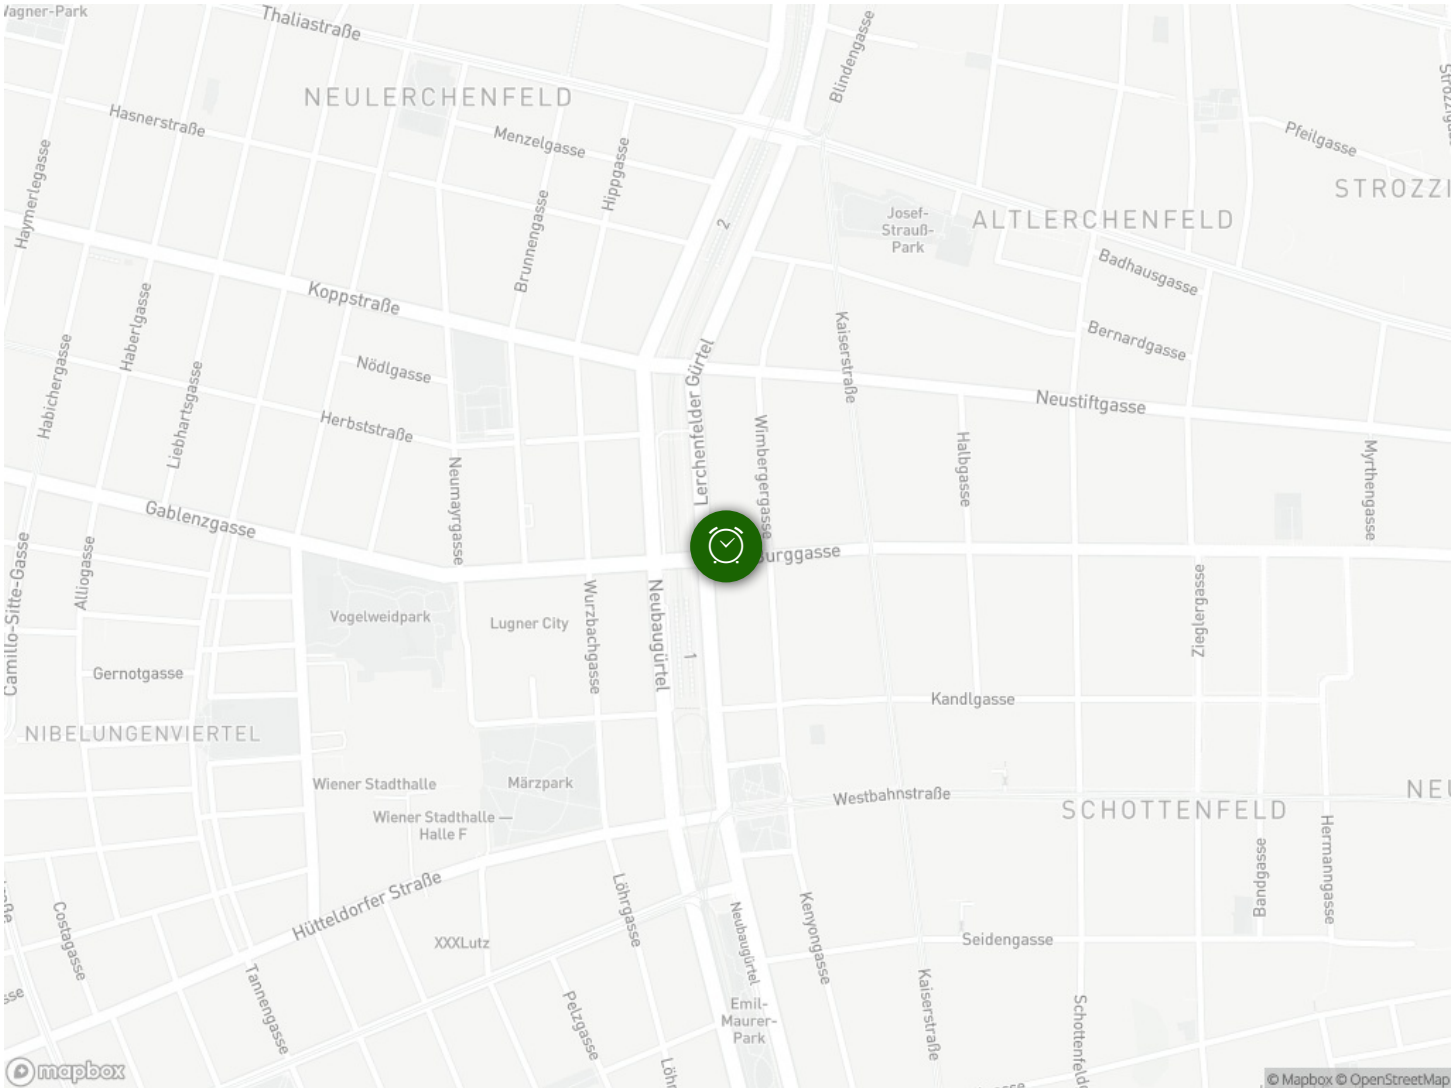 Thaliastraße
Blindengasse
NEULERCHENFELD
Hasnerstraße
Menzelgasse
Pfeilgasse
Hippgasse
Haymerlegasse
STROZZI
Josef-
Strauß-
Park
ALTLERCHENFELD
2
Brunnengasse
Badhausgasse
Koppstraße
Haberlgasse
Bernardgasse
Kaiserstraße
Nödlgasse
Lerchenfelder Gürtel
Habichergasse
Liebhartsgasse
Neustiftgasse
Herbststraße
Wimbergergasse
Halbgasse
Myrthengasse
Neumayrgasse
Gablenzgasse
Burggasse
Alliogasse
Camillo-Sitte-Gasse
Vogelweidpark
Lugner City
Wurzbachgasse
Neubaugürtel
1
Zieglergasse
Gernotgasse
Kandlgasse
NIBELUNGENVIERTEL
Wiener Stadthalle
Märzpark
Westbahnstraße
NEU
SCHOTTENFELD
Wiener Stadthalle —
Halle F
Hermanngasse
Bandgasse
Hütteldorfer Straße
Löhrgasse
Costagasse
Neubaugürtel
Kenyongasse
XXXLutz
Seidengasse
Tannengasse
Pelzgasse
Kaiserstraße
Emil-
Maurer-
Park
Schottenfeld
mapbox
© Mapbox © OpenStreetMap